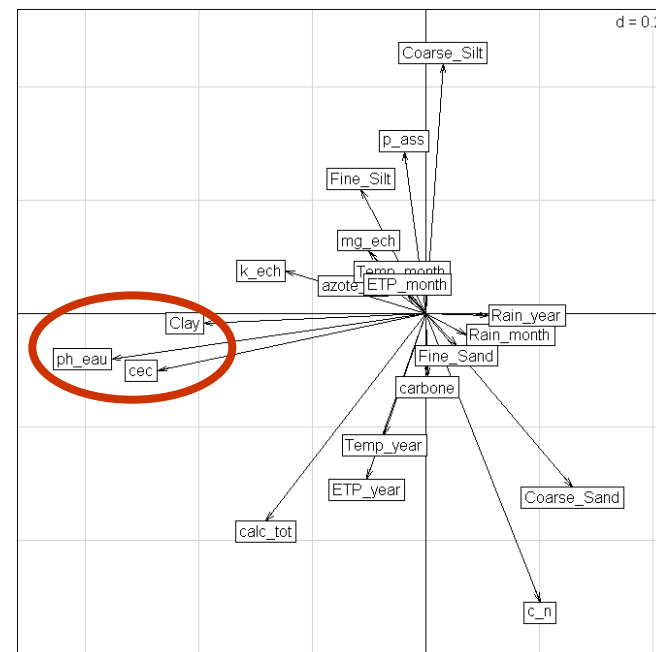 d = 0.2
Coarse_Silt
p_ass
Fine_Silt
mg_ech
Temp_month
k_ech
ETP_month
Rain_year
Clay
Rain_month
Fine_Sand
ph_eau
cec
carbone
Temp_year
ETP_year
Coarse_Sand
calc_tot
c_n